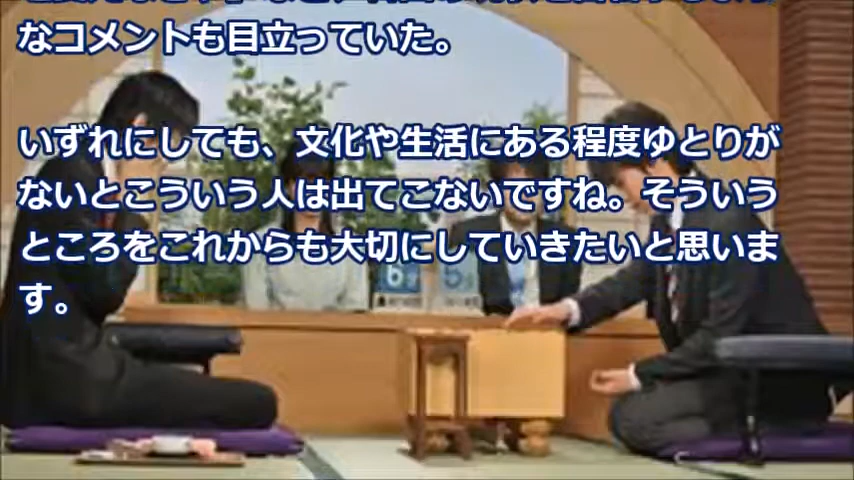 なコメントも目立っていた。
いずれにしても、文化や生活にある程度ゆとりが
ないとこういう人は出てこないですね。そういう
ところをこれからも大切にしていきたいと思いま
す。